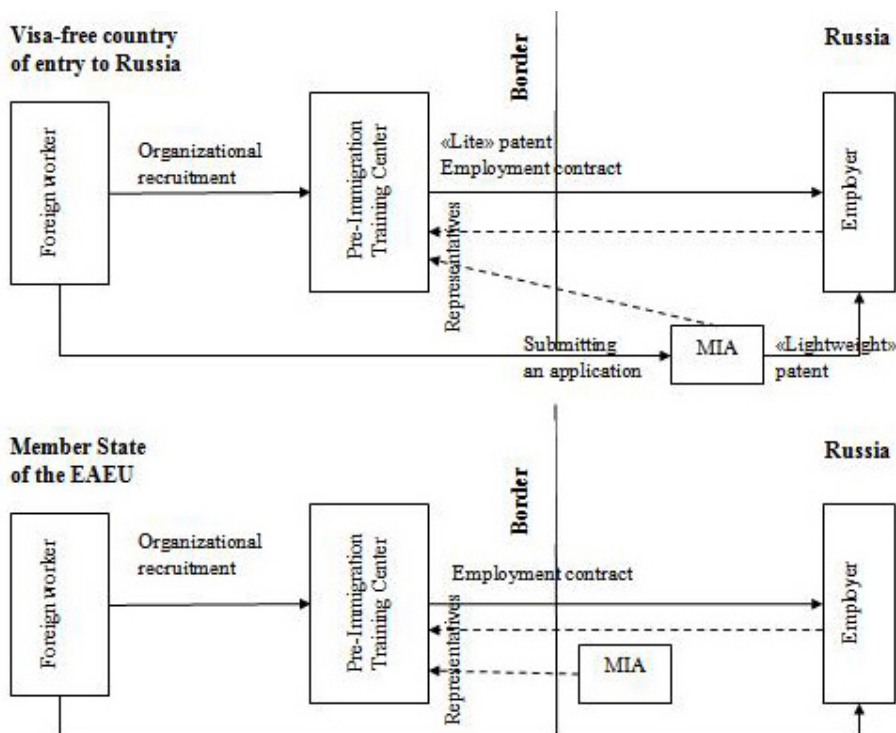 Visa-free country
of entry to Russia
Border
Russia
Foreign worker
Organizational
recruitment
Pre-Immigration
Training Center
«Lite» patent
Employment contract
Representatives
Employer
Submitting
an application
MIA
«Lightweight»
patent
Member State
of the EAEU
Border
Russia
Foreign worker
Organizational
recruitment
Pre-Immigration
Training Center
Employment contract
Representatives
MIA
Employer